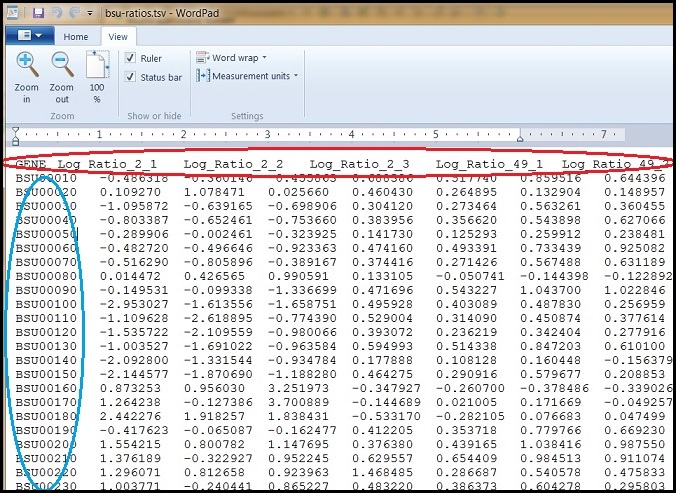 bsu-ratios.tsv - WordPad
Home View
Zoom in
Zoom out
100 %
Zoom
Ruler
Status bar
Show or hide
Word wrap
Measurement units
Settings
1 2 3 4 5 7
GENE Log_Ratio_2_1 Log_Ratio_2_2 Log_Ratio_2_3 Log_Ratio_49_1 Log_Ratio_49_2
BSU00010 0.859516 0.644396
BSU00020 0.109270 1.078471 0.025660 0.460430 0.264895 0.132904 0.148957
BSU00030 -1.095872 -0.639165 -0.698906 0.304120 0.273464 0.563261 0.360455
BSU00040 -0.803387 -0.652461 -0.753660 0.383956 0.356620 0.543898 0.627066
BSU00050 -0.289906 -0.002461 -0.323925 0.141730 0.125293 0.259912 0.238481
BSU00060 -0.482720 -0.496646 -0.923363 0.474160 0.493391 0.733439 0.925082
BSU00070 -0.516290 -0.805896 -0.389167 0.374416 0.271426 0.567488 0.631189
BSU00080 0.014472 0.426565 0.990591 0.133105 -0.050741 -0.144398 -0.122892
BSU00090 -0.149531 -0.099338 -1.336699 0.471696 0.543227 1.043700 1.022846
BSU00100 -2.953027 -1.613556 -1.658751 0.495928 0.403089 0.487830 0.256959
BSU00110 -1.109628 -2.618895 -0.774390 0.529004 0.314090 0.450874 0.377614
BSU00120 -1.535722 -2.109559 -0.980066 0.393072 0.236219 0.342404 0.277916
BSU00130 -1.003527 -1.691022 -0.963584 0.594993 0.514338 0.847203 0.610100
BSU00140 -2.092800 -1.331544 -0.934784 0.177888 0.108128 0.160448 -0.156379
BSU00150 -2.144577 -1.870690 -1.188280 0.464275 0.290916 0.579677 0.208853
BSU00160 0.873253 0.956030 3.251973 -0.347927 -0.260700 -0.378486 -0.339026
BSU00170 1.264238 -0.127386 3.700889 -0.144689 0.021005 0.171669 -0.049257
BSU00180 2.442276 1.918257 1.838431 -0.533170 -0.282105 0.076683 0.047499
BSU00190 -0.417623 -0.065087 -0.162477 0.412205 0.353718 0.779766 0.669230
BSU00200 1.554215 0.800782 1.147695 0.376380 0.439165 1.038416 0.987550
BSU00210 1.376189 -0.322927 0.952245 0.629557 0.654409 0.984513 0.911109
BSU00220 1.296071 0.812658 0.923963 1.468485 0.286687 0.540578 0.475833
BSU00230 1.003771 -0.240441 0.865227 0.483220 0.386373 0.604278 0.295803